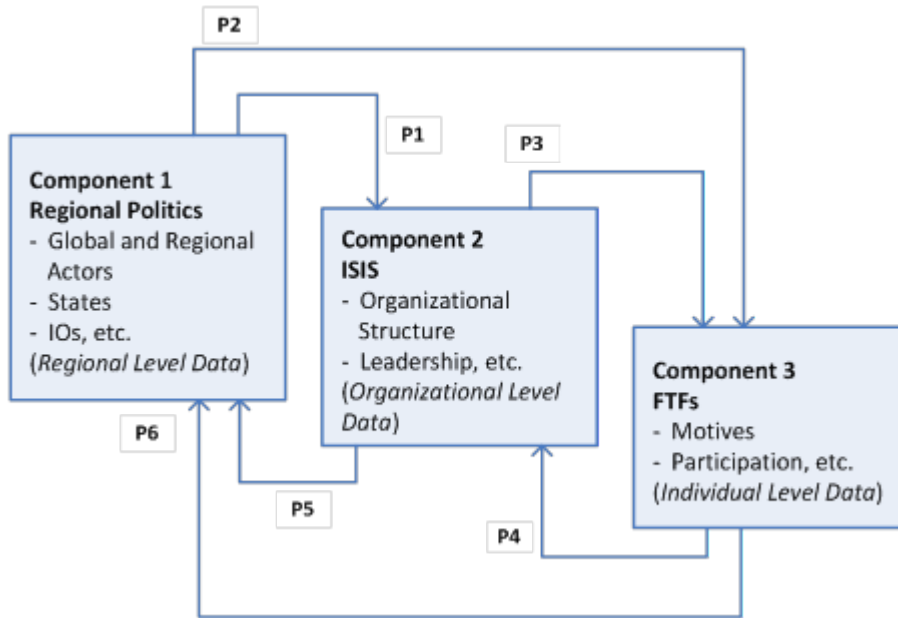 P2
P1
P3
Component 1
Regional Politics
- Global and Regional
Actors
- States
- IOs, etc.
(Regional Level Data)
Component 2
ISIS
- Organizational
Structure
- Leadership, etc.
(Organizational Level
Data)
Component 3
FTFs
- Motives
- Participation, etc.
(Individual Level Data)
P6
P5
P4